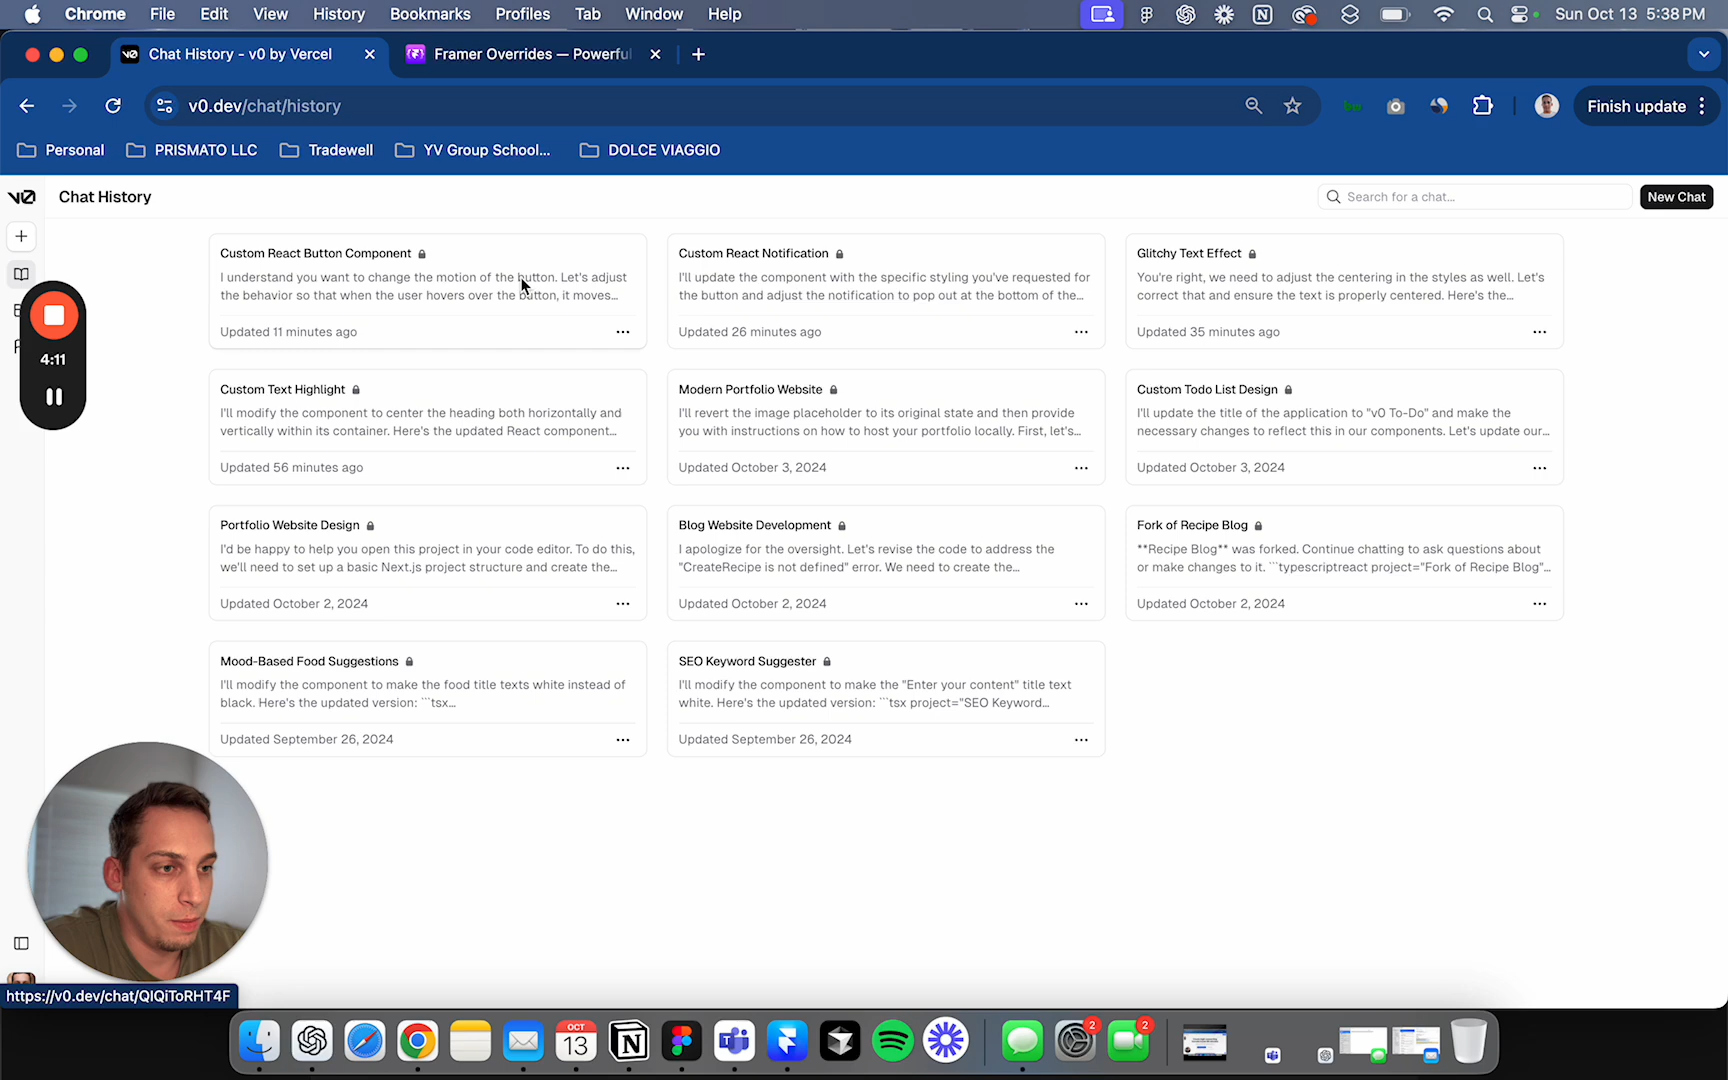 Chrome File Edit View History Bookmarks Profiles Tab Window Help Sun Oct 13 5:38 PM
v0 Chat History - v0 by Vercel Framer Overrides — Powerful
v0.dev/chat/history Finish update
Personal PRISMATO LLC Tradewell YV Group School... DOLCE VIAGGIO
v0 Chat History Search for a chat... New Chat
Custom React Button Component
I understand you want to change the motion of the button. Let's adjust
the behavior so that when the user hovers over the button, it moves...
Updated 11 minutes ago
Custom React Notification
I'll update the component with the specific styling you've requested for
the button and adjust the notification to pop out at the bottom of the...
Updated 26 minutes ago
Glitchy Text Effect
You're right, we need to adjust the centering in the styles as well. Let's
correct that and ensure the text is properly centered. Here's the...
Updated 35 minutes ago
4:11
Custom Text Highlight
I'll modify the component to center the heading both horizontally and
vertically within its container. Here's the updated React component...
Updated 56 minutes ago
Modern Portfolio Website
I'll revert the image placeholder to its original state and then provide
you with instructions on how to host your portfolio locally. First, let's...
Updated October 3, 2024
Custom Todo List Design
I'll update the title of the application to "v0 To-Do" and make the
necessary changes to reflect this in our components. Let's update our...
Updated October 3, 2024
Portfolio Website Design
I'd be happy to help you open this project in your code editor. To do this,
we'll need to set up a basic Next.js project structure and create the...
Updated October 2, 2024
Blog Website Development
I apologize for the oversight. Let's revise the code to address the
"CreateRecipe is not defined" error. We need to create the...
Updated October 2, 2024
Fork of Recipe Blog
**Recipe Blog** was forked. Continue chatting to ask questions about
or make changes to it. ```typescriptreact project="Fork of Recipe Blog"...
Updated October 2, 2024
Mood-Based Food Suggestions
I'll modify the component to make the food title texts white instead of
black. Here's the updated version: ```tsx...
Updated September 26, 2024
SEO Keyword Suggester
I'll modify the component to make the "Enter your content" title text
white. Here's the updated version: ```tsx project="SEO Keyword...
Updated September 26, 2024
https://v0.dev/chat/QIQiToRHT4F
OCT
13
2
2